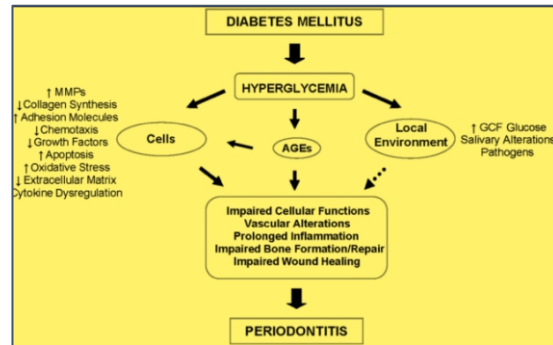 DIABETES MELLITUS
HYPERGLYCEMIA
↑ MMPs
↓Collagen Synthesis
↑ Adhesion Molecules
↓Chemotaxis
↓Growth Factors
↑ Apoptosis
↑Oxidative Stress
↓ Extracellular Matrix
Cytokine Dysregulation
Cells
AGEs
Local
Environment
↑ GCF Glucose
Salivary Alterations
Pathogens
Impaired Cellular Functions
Vascular Alterations
Prolonged Inflammation
Impaired Bone Formation/Repair
Impaired Wound Healing
PERIODONTITIS